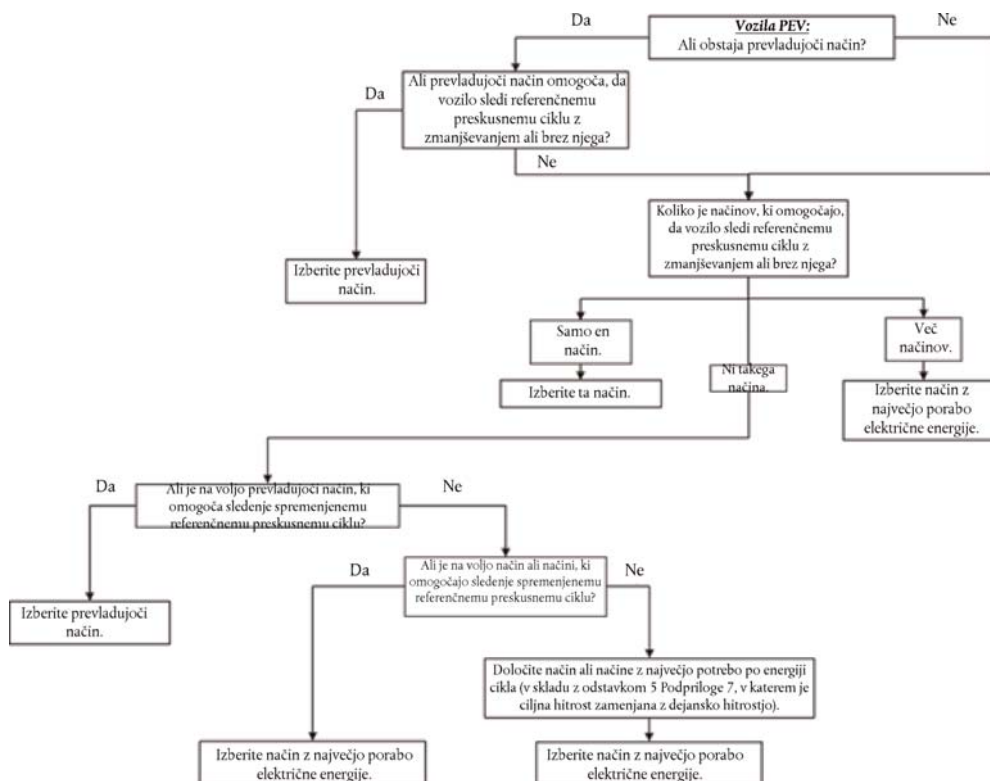 Da
Vozila PEV:
Ali obstaja prevladujoči način?
Ne
Da
Ali prevladujoči način omogoča, da
vozilo sledi referenčnemu
preskusnemu ciklu z
zmanjševanjem ali brez njega?
Ne
Koliko je načinov, ki omogočajo,
da vozilo sledi referenčnemu
preskusnemu ciklu z
zmanjševanjem ali brez njega?
Izberite prevladujoči
način.
Samo en
način.
Izberite ta način.
Ni takega
načina.
Več
načinov.
Izberite način z
največjo porabo
električne energije.
Da
Ali je na voljo prevladujoči način, ki
omogoča sledenje spremenjenemu
referenčnemu preskusnemu ciklu?
Ne
Izberite prevladujoči
način.
Da
Ali je na voljo način ali načini, ki
omogočajo sledenje spremenjenemu
referenčnemu preskusnemu ciklu?
Ne
Določite način ali načine z največjo potrebo po energiji
cikla (v skladu z odstavkom 5 Podpriloge 7, v katerem je
ciljna hitrost zamenjana z dejansko hitrostjo).
Izberite način z največjo porabo
električne energije.
Izberite način z največjo porabo
električne energije.